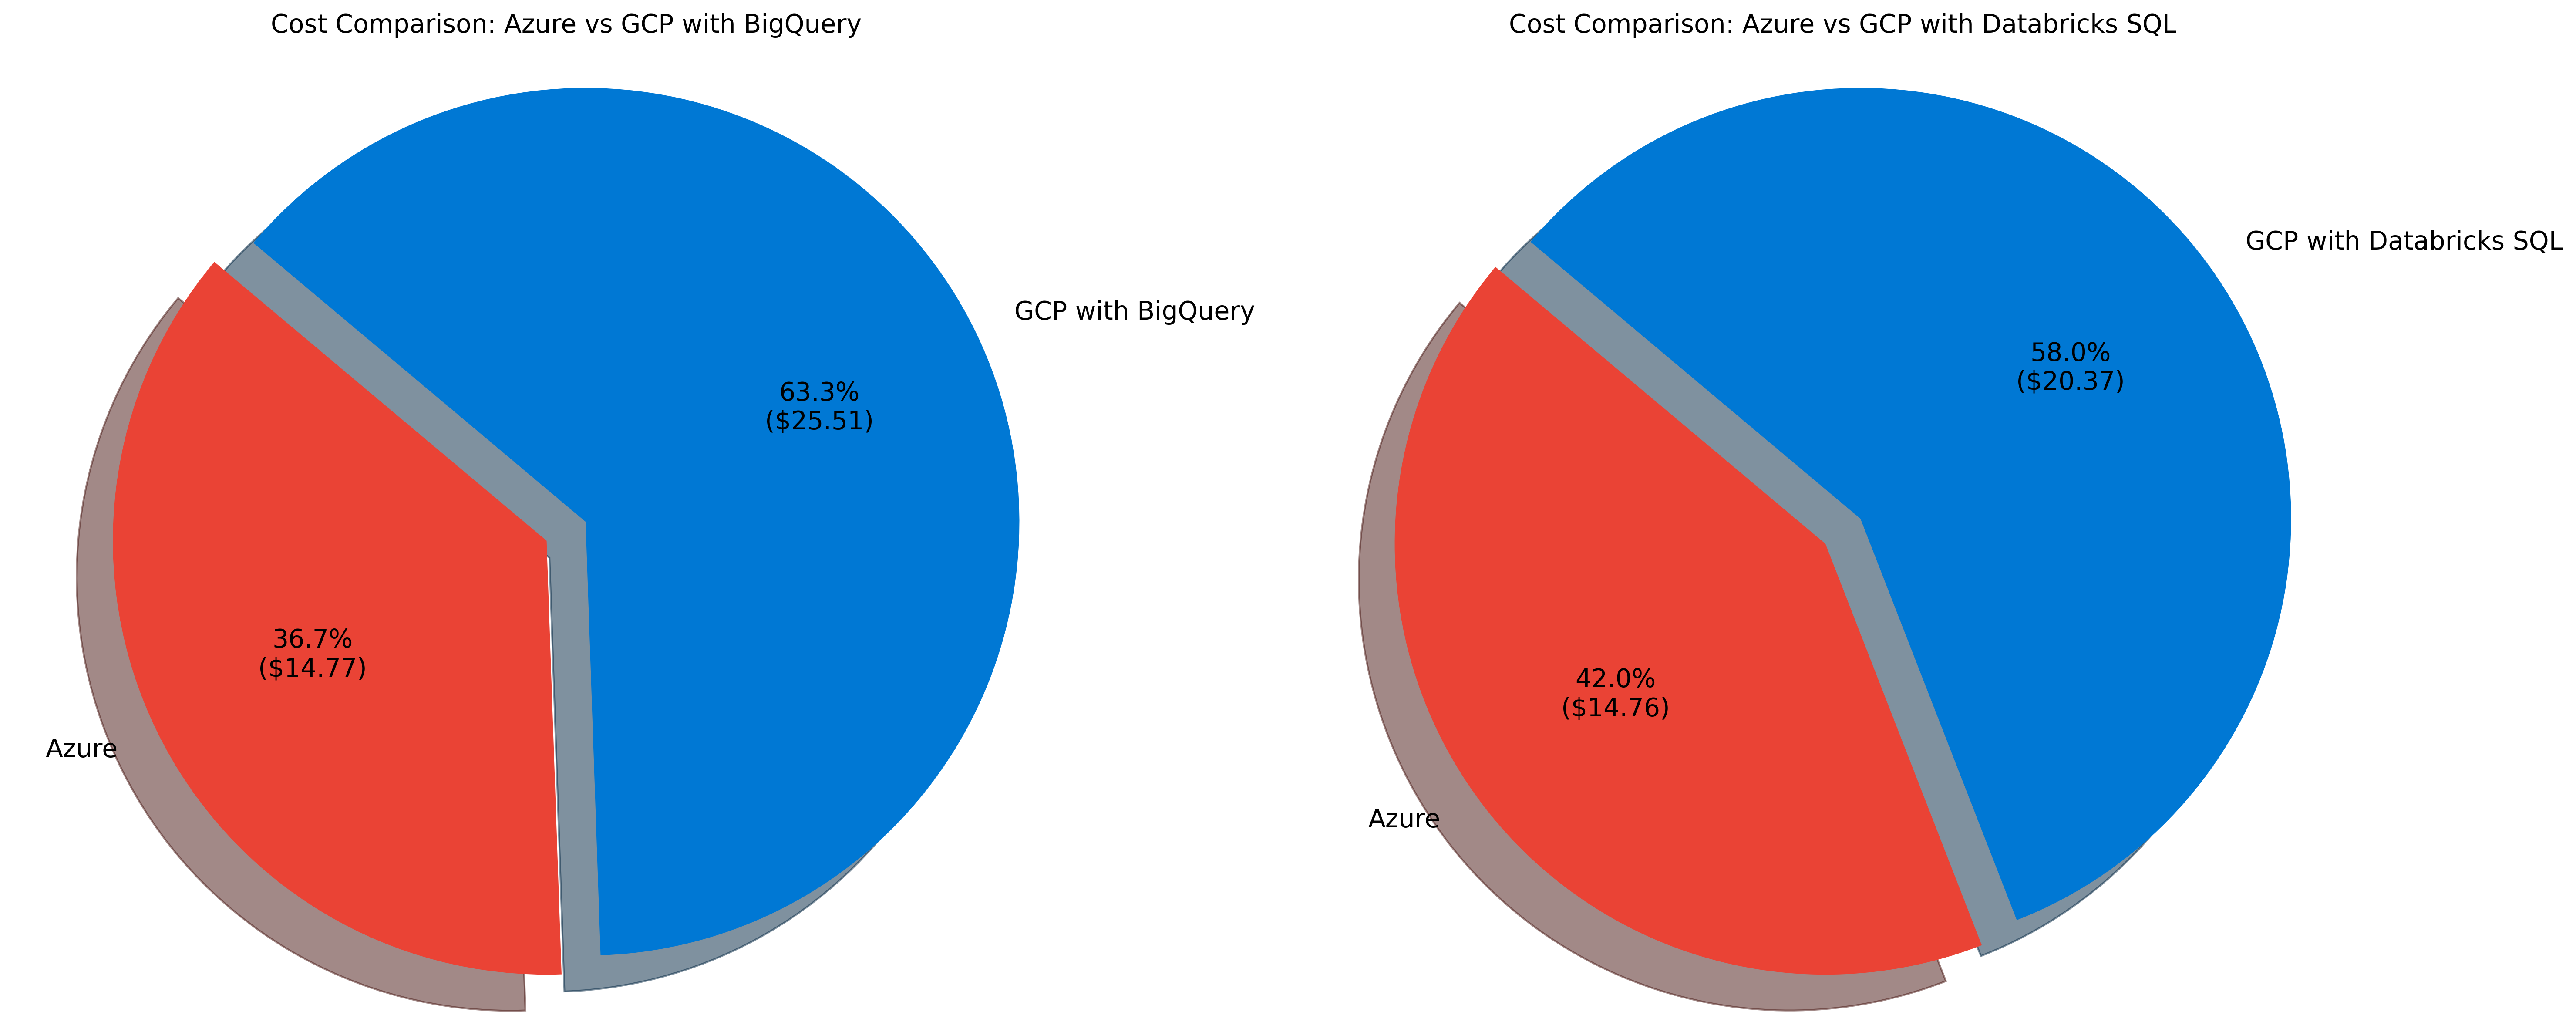 Cost Comparison: Azure vs GCP with BigQuery
GCP with BigQuery
63.3%
($25.51)
36.7%
($14.77)
Azure
Cost Comparison: Azure vs GCP with Databricks SQL
GCP with Databricks SQL
58.0%
($20.37)
42.0%
($14.76)
Azure